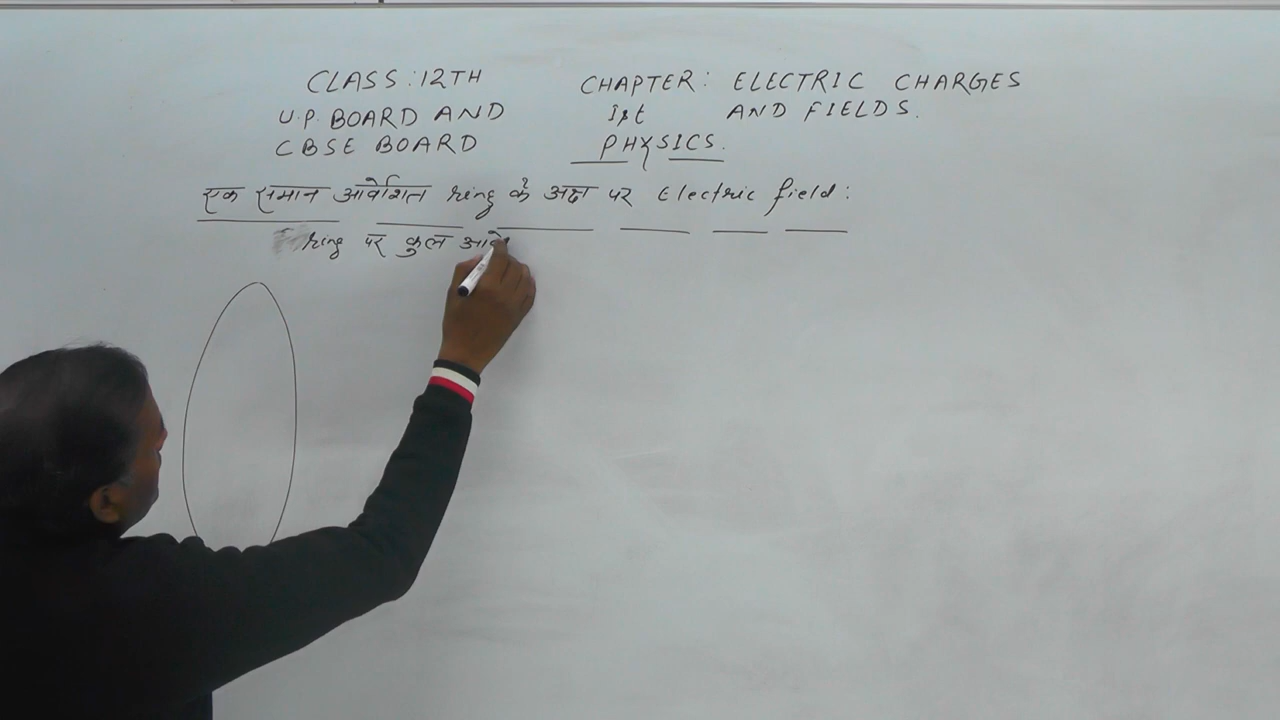 CLASS : 12TH
U.P. BOARD AND
CBSE BOARD
CHAPTER : ELECTRIC CHARGES
1st AND FIELDS.
PHYSICS.
एक समान आवेशित ring के अक्ष पर Electric field :
ring पर कुल